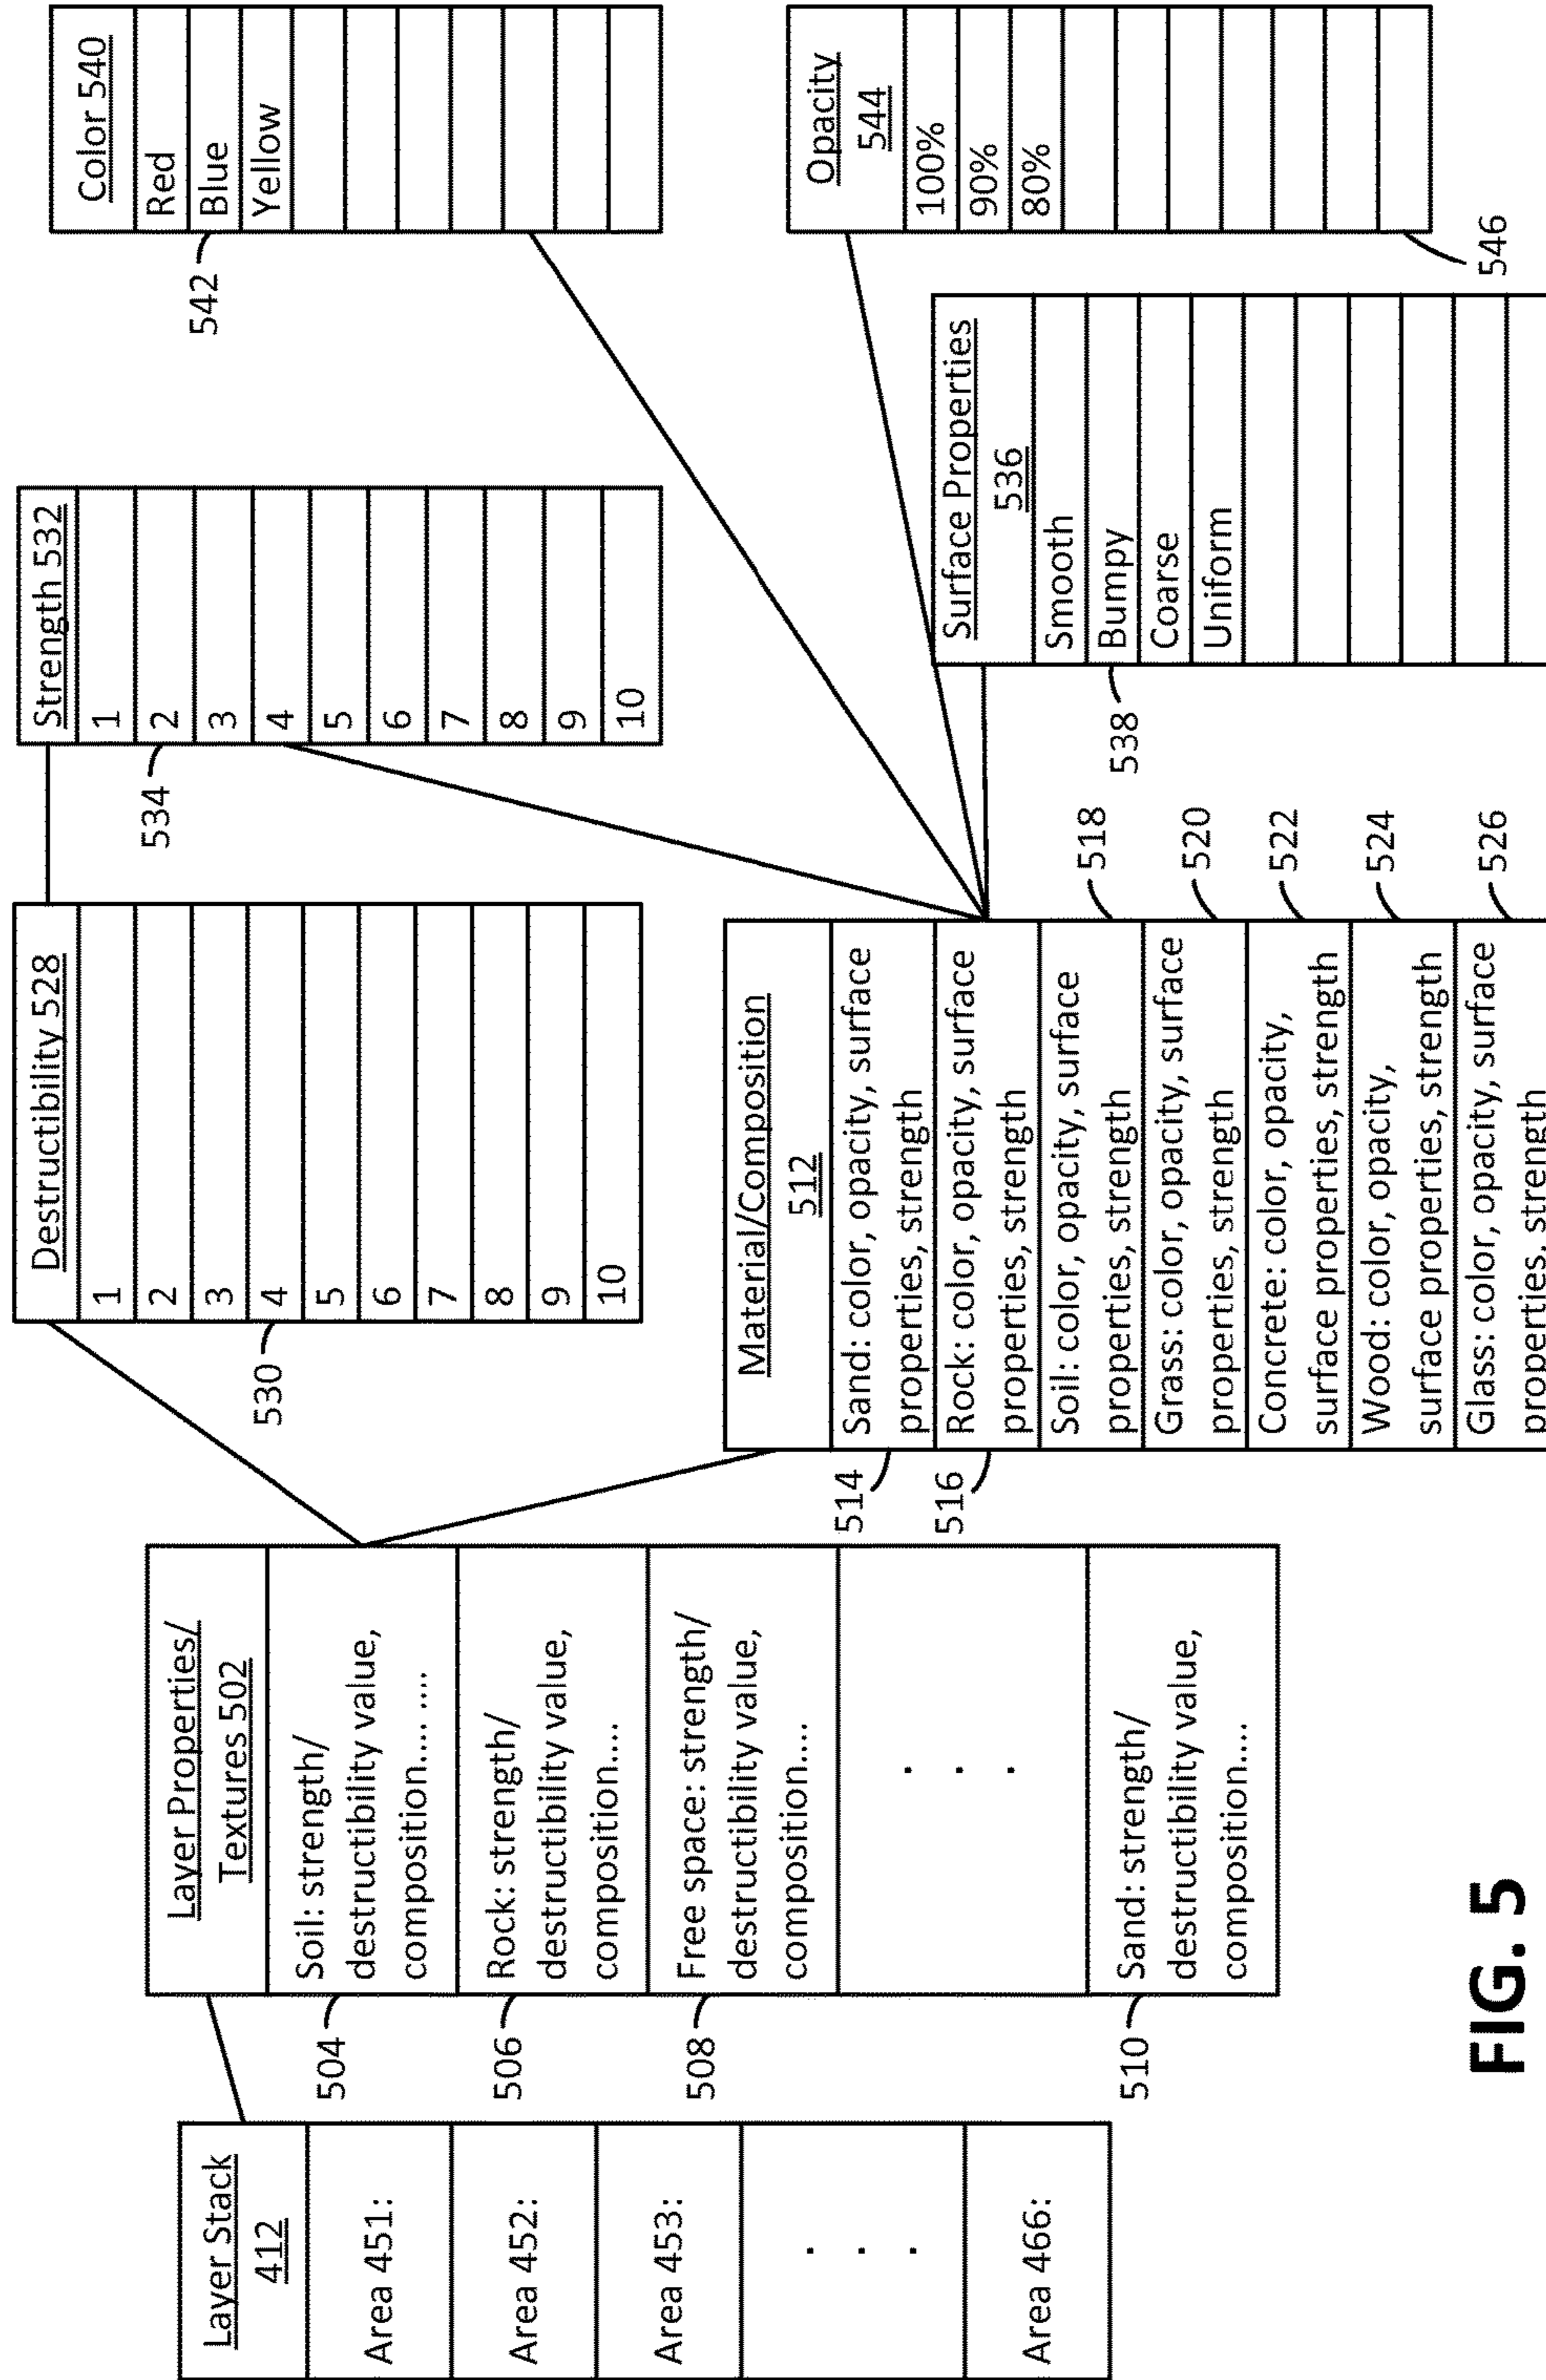 Layer Stack
412
Area 451:
Area 452:
Area 453:
.
.
.
Area 466:
Layer Properties/
Textures 502
Soil: strength/
destructibility value,
composition.... ....
504
Rock: strength/
destructibility value,
composition....
506
Free space: strength/
destructibility value,
composition....
508
.
.
.
Sand: strength/
destructibility value,
composition....
510
Destructibility 528
1
2
3
4
5
6
7
8
9
10
530
Material/Composition
512
Sand: color, opacity, surface
properties, strength
514
Rock: color, opacity, surface
properties, strength
516
Soil: color, opacity, surface
properties, strength
518
Grass: color, opacity, surface
properties, strength
520
Concrete: color, opacity,
surface properties, strength
522
Wood: color, opacity,
surface properties, strength
524
Glass: color, opacity, surface
properties, strength
526
Strength 532
1
2
3
4
5
6
7
8
9
10
534
Surface Properties
536
Smooth
Bumpy
Coarse
Uniform
538
Color 540
Red
Blue
Yellow
542
Opacity
544
100%
90%
80%
546
FIG. 5